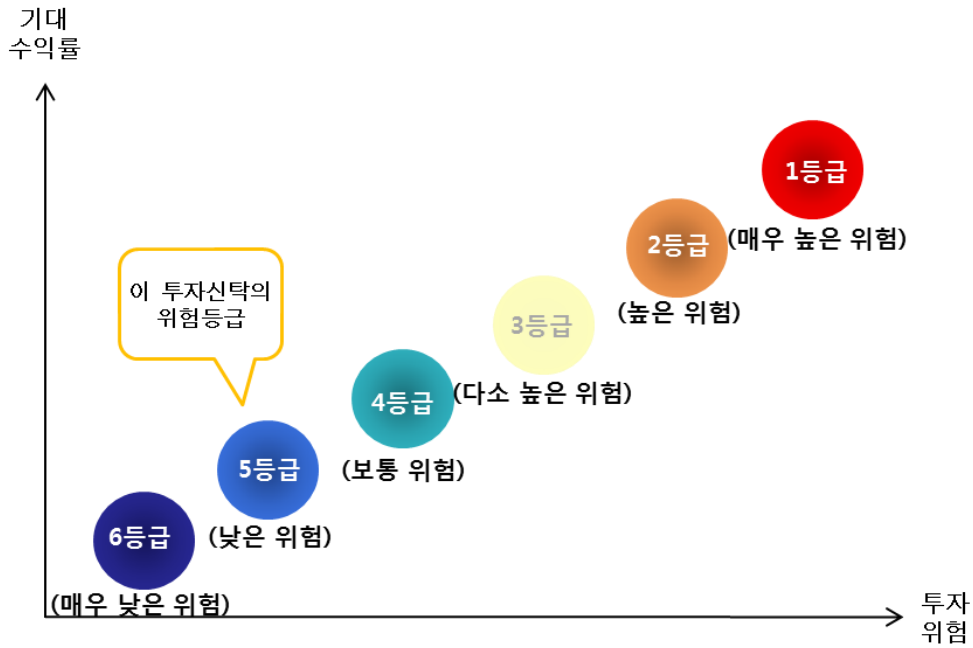 기대
수익률
1등급
(매우 높은 위험)
2등급
(높은 위험)
이 투자신탁의
위험등급
3등급
(다소 높은 위험)
4등급
(보통 위험)
5등급
(낮은 위험)
6등급
(매우 낮은 위험)
투자
위험